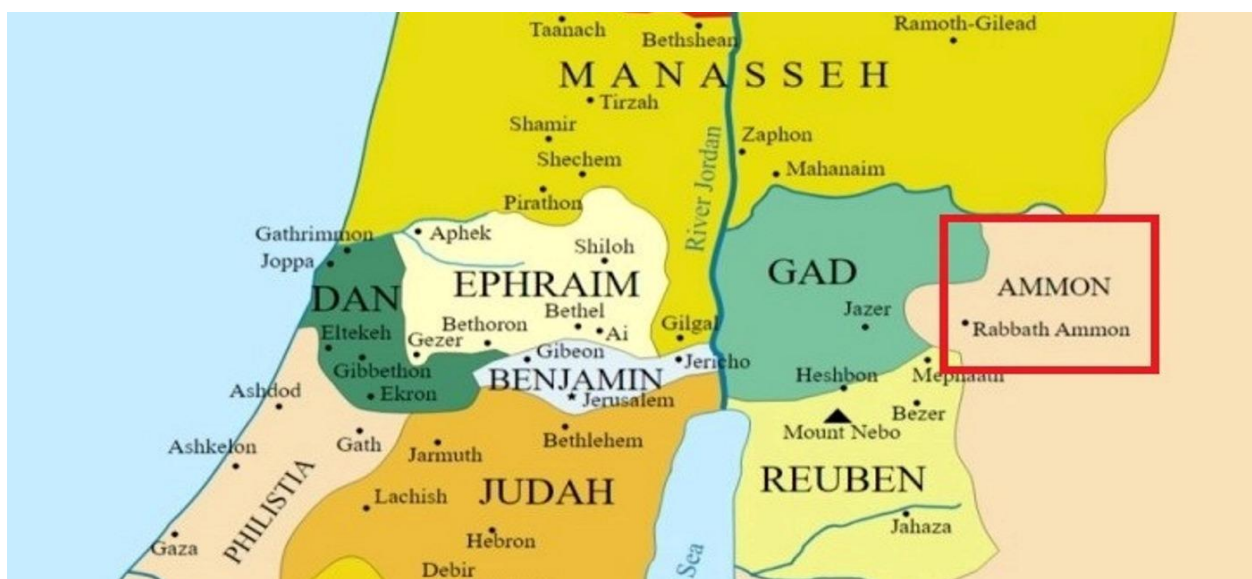 Taanach
Bethshean
Ramoth-Gilead
MANASSEH
Tirzah
Shamir
Zaphon
Shechem
Mahanaim
Pirathon
River Jordan
Gathrimmon
Aphek
Joppa
Shiloh
GAD
DAN
EPHRAIM
AMMON
Bethel
Jazer
Eltekeh
Bethoron
Ai
Gilgal
Rabbath Ammon
Gezer
Gibeon
Jericho
Gibbethon
BENJAMIN
Heshbon
Mephaath
Ashdod
Ekron
Jerusalem
Bezer
Mount Nebo
Ashkelon
Gath
Bethlehem
Jarmuth
PHILISTIA
Lachish
JUDAH
REUBEN
Jahaza
Gaza
Hebron
Sea
Debir